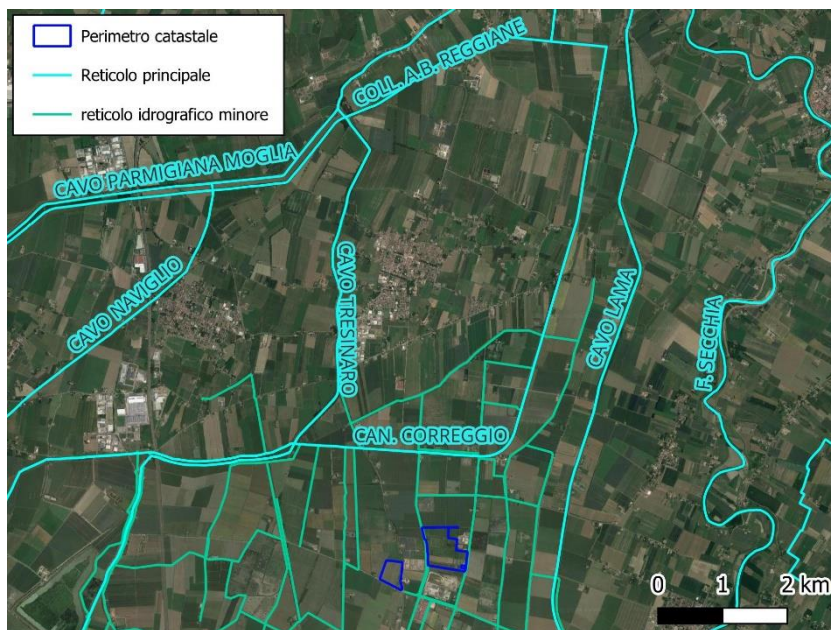 Perimetro catastale
Reticolo principale
reticolo idrografico minore
COLL. A.B. REGGIANE
CAVO PARMIGIANA MOGLIA
CAVO NAVIGLIO
CAVO TRESINARO
CAVO LAMA
F. SECCHIA
CAN. CORREGGIO
0 1 2 km